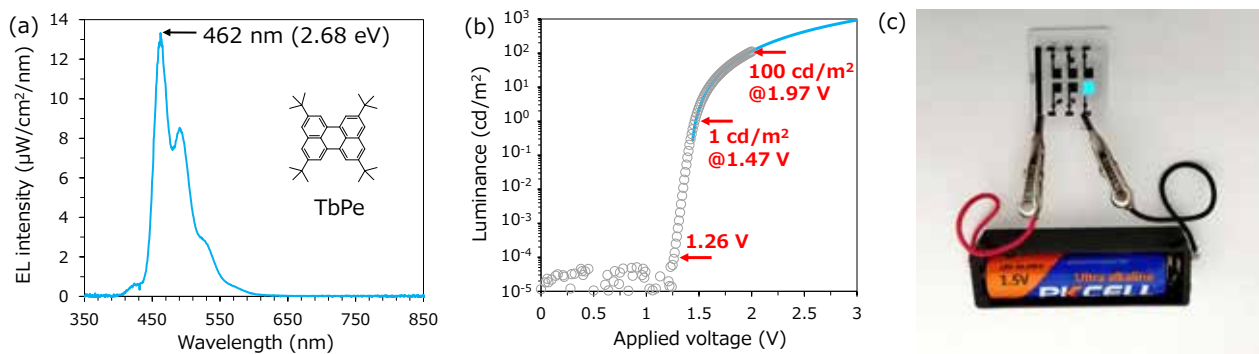 (a)
14
12
10
8
6
4
2
0
EL intensity (μW/cm²/nm)
462 nm (2.68 eV)
TbPe
350 450 550 650 750 850
Wavelength (nm)
(b)
10³
10²
10¹
10⁰
10⁻¹
10⁻²
10⁻³
10⁻⁴
10⁻⁵
Luminance (cd/m²)
100 cd/m²
@1.97 V
1 cd/m²
@1.47 V
1.26 V
0 0.5 1 1.5 2 2.5 3
Applied voltage (V)
(c)
1.5V
Ultra alkaline
PKCELL